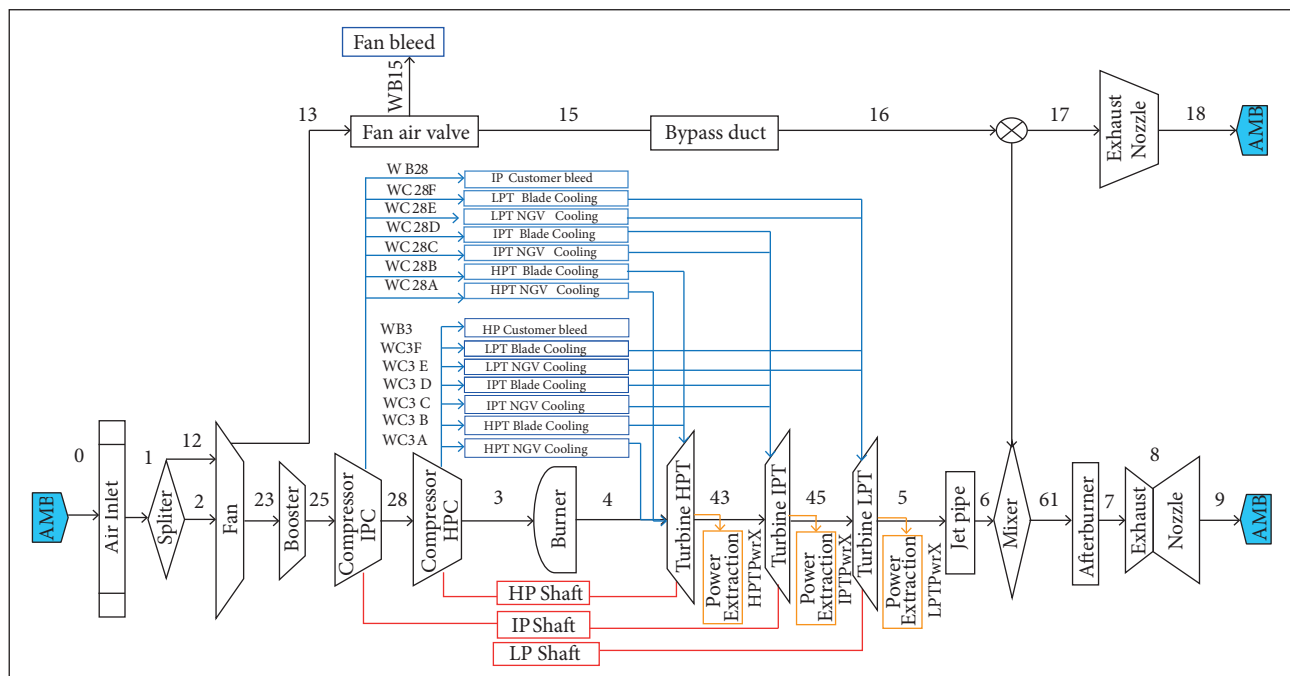 Fan bleed
WB15
13
Fan air valve
15
Bypass duct
16
17
Exhaust
Nozzle
18
AMB
W B28
IP Customer bleed
WC 28F
LPT Blade Cooling
WC 28E
LPT NGV Cooling
WC 28D
IPT Blade Cooling
WC 28C
IPT NGV Cooling
WC 28B
HPT Blade Cooling
WC 28A
HPT NGV Cooling
WB3
HP Customer bleed
WC3F
LPT Blade Cooling
WC3 E
LPT NGV Cooling
WC3 D
IPT Blade Cooling
WC3 C
IPT NGV Cooling
WC3 B
HPT Blade Cooling
WC3 A
HPT NGV Cooling
AMB
0
Air Inlet
1
Spliter
12
2
Fan
23
Booster
25
Compressor
IPC
28
Compressor
HPC
3
Burner
4
Turbine HPT
43
Power
Extraction
HPTPwrX
Turbine IPT
45
Power
Extraction
IPTPwrX
Turbine LPT
5
Power
Extraction
LPTPwrX
Jet pipe
6
Mixer
61
Afterburner
7
8
Exhaust
Nozzle
9
AMB
HP Shaft
IP Shaft
LP Shaft